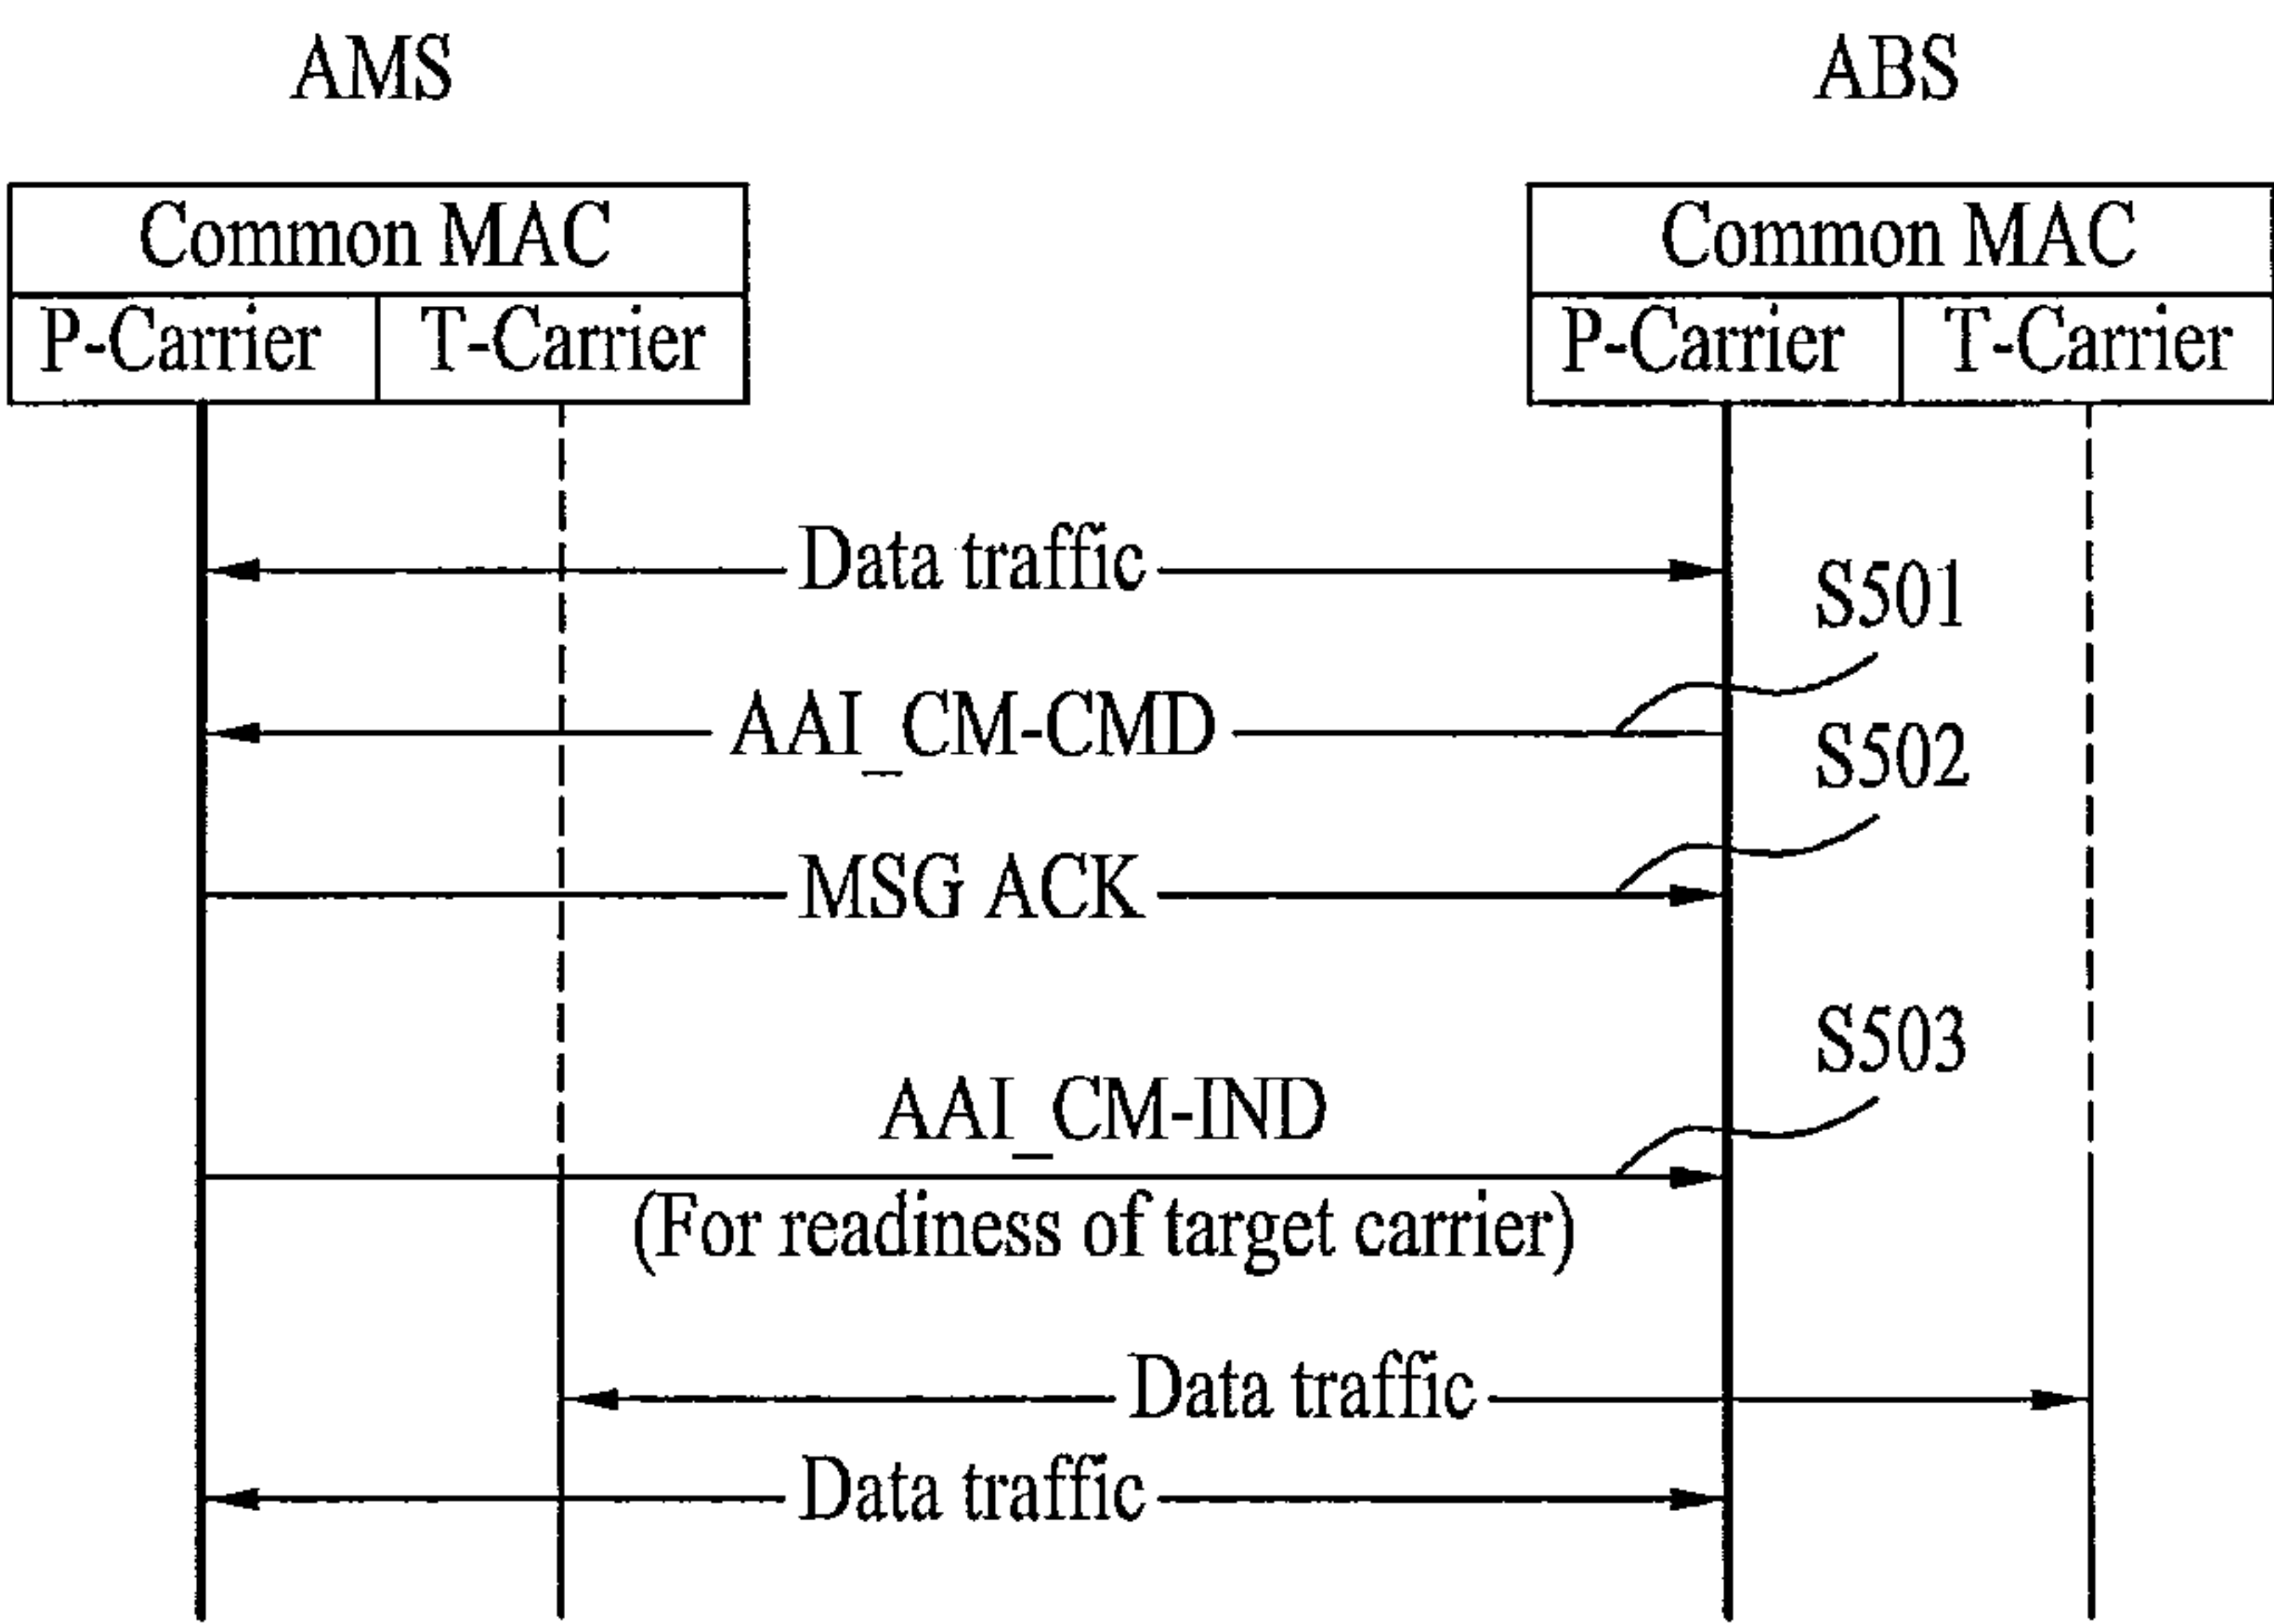 AMS
ABS
Common MAC
Common MAC
P-Carrier
T-Carrier
P-Carrier
T-Carrier
Data traffic
S501
AAI_CM-CMD
S502
MSG ACK
S503
AAI_CM-IND
(For readiness of target carrier)
Data traffic
Data traffic